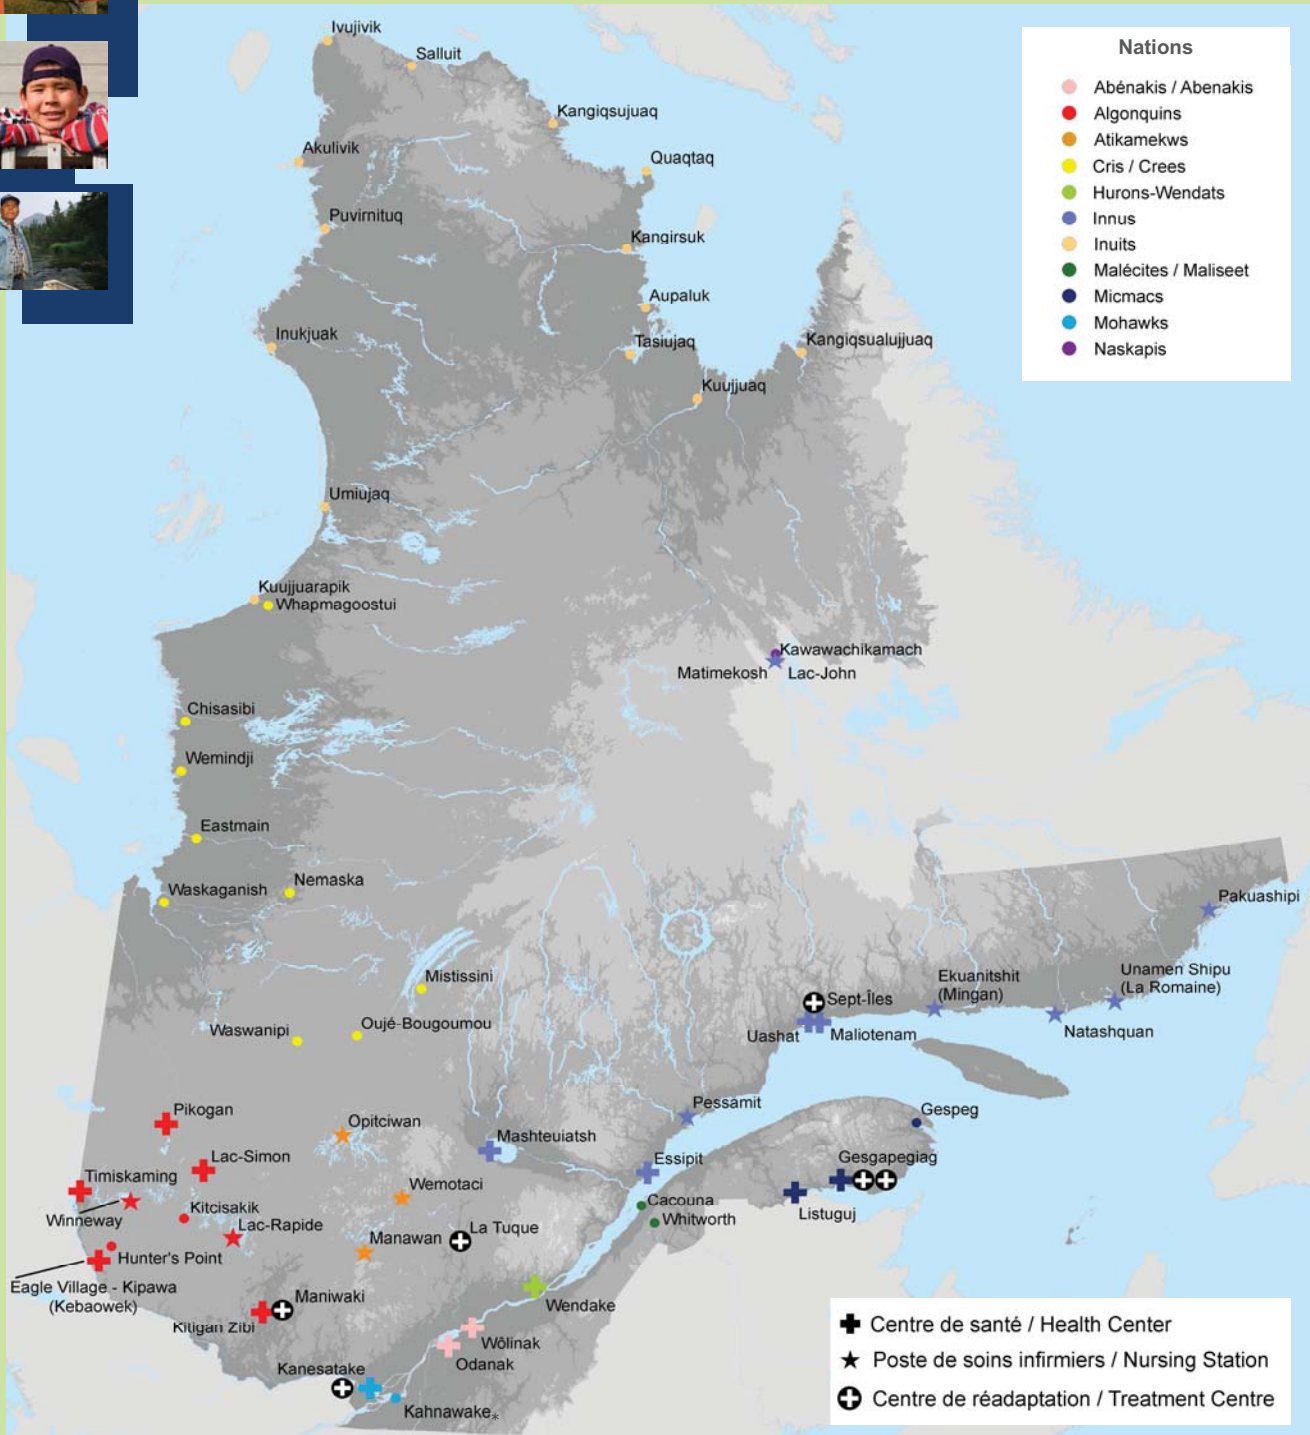 Ivujivik
Salluit
Kangiqsujuaq
Akulivik
Quaqtaq
Puvirnituq
Kangirsuk
Aupaluk
Inukjuak
Tasiujaq
Kangiqsualujjuaq
Kuujjuaq
Umiujaq
Kuujjuarapik
Whapmagoostui
Kawawachikamach
Matimekosh
Lac-John
Chisasibi
Wemindji
Eastmain
Waskaganish
Nemaska
Pakuashipi
Mistissini
Ekuanitshit
(Mingan)
Unamen Shipu
(La Romaine)
Sept-Îles
Waswanipi
Oujé-Bougoumou
Uashat
Maliotenam
Natashquan
Pikogan
Opitciwan
Pessamit
Gespeg
Mashteuiatsh
Lac-Simon
Essipit
Gesgapegiag
Timiskaming
Wemotaci
Winneway
Kitcisakik
Cacouna
Listuguj
Lac-Rapide
Whitworth
La Tuque
Manawan
Hunter's Point
Eagle Village - Kipawa
(Kebaowek)
Maniwaki
Wendake
Kitigan Zibi
Wôlinak
Odanak
Kanesatake
Kahnawake*
Nations
Abénakis / Abenakis
Algonquins
Atikamekws
Cris / Crees
Hurons-Wendats
Innus
Inuits
Malécites / Maliseet
Micmacs
Mohawks
Naskapis
Centre de santé / Health Center
Poste de soins infirmiers / Nursing Station
Centre de réadaptation / Treatment Centre